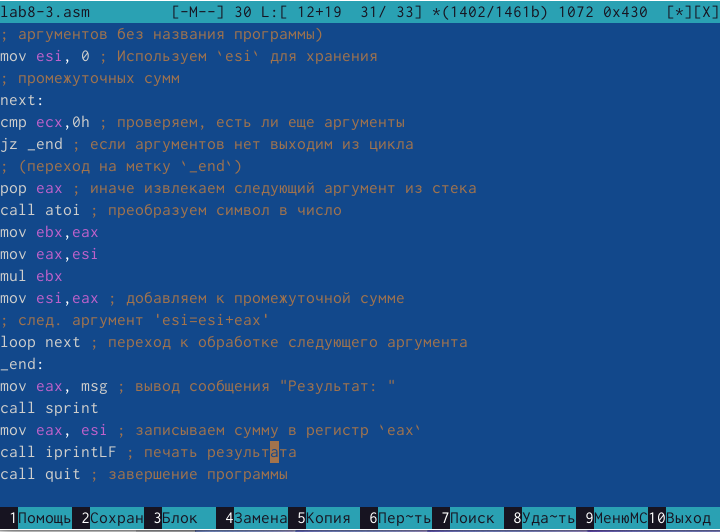 lab8-3.asm [-M--] 30 L:[ 12+19 31/ 33] *(1402/1461b) 1072 0x430 [*][X]
; аргументов без названия программы)
mov esi, 0 ; Используем `esi` для хранения
; промежуточных сумм
next:
cmp ecx,0h ; проверяем, есть ли еще аргументы
jz _end ; если аргументов нет выходим из цикла
; (переход на метку `_end`)
pop eax ; иначе извлекаем следующий аргумент из стека
call atoi ; преобразуем символ в число
mov ebx,eax
mov eax,esi
mul ebx
mov esi,eax ; добавляем к промежуточной сумме
; след. аргумент 'esi=esi+eax'
loop next ; переход к обработке следующего аргумента
_end:
mov eax, msg ; вывод сообщения "Результат: "
call sprint
mov eax, esi ; записываем сумму в регистр `eax`
call iprintLF ; печать результата
call quit ; завершение программы
1Помощь 2Сохран 3Блок 4Замена 5Копия 6Пер~ть 7Поиск 8Уда~ть 9МенюМС 10Выход